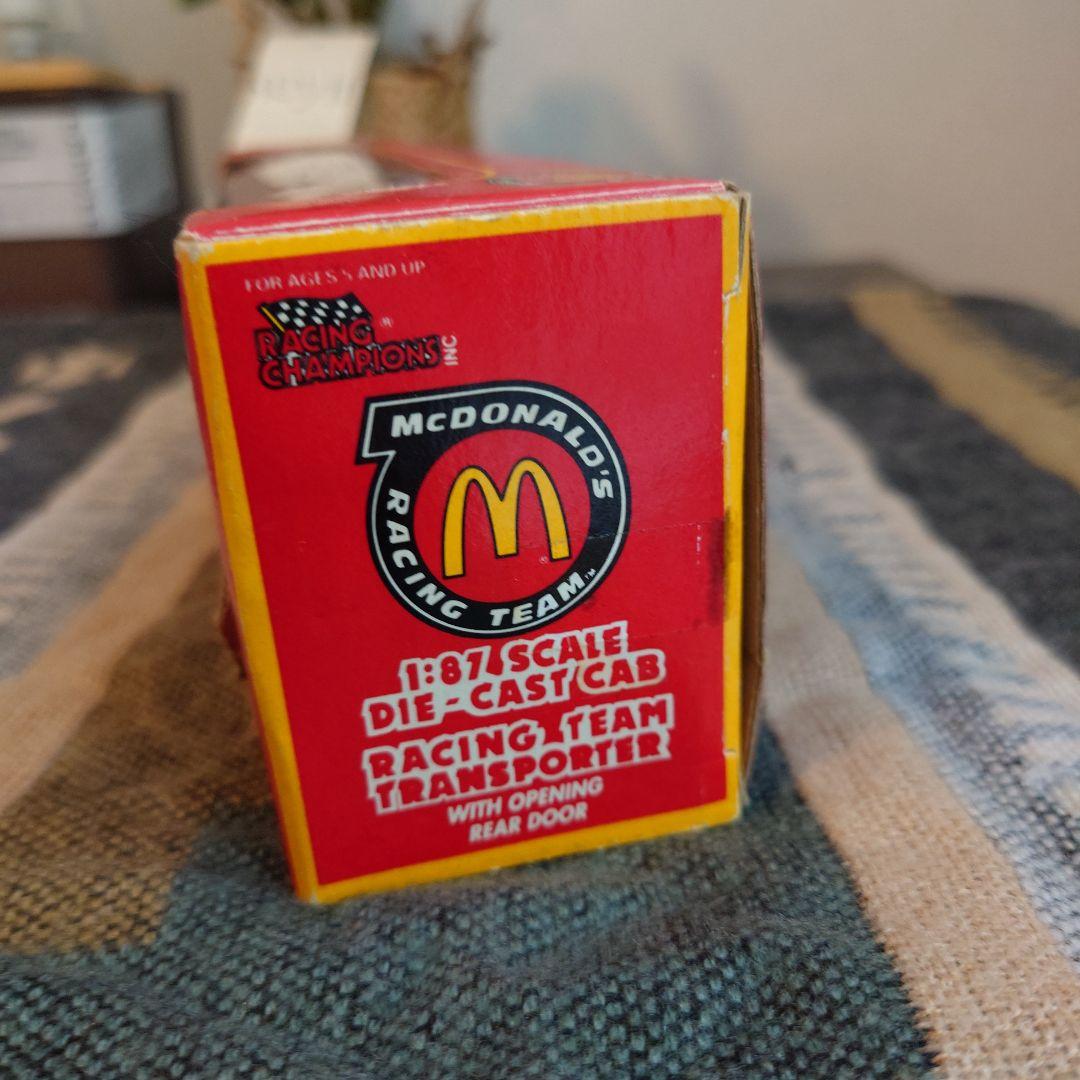 FOR AGES 5 AND UP
RACING ®
CHAMPIONS INC
McDONALD'S
M
®
RACING TEAM™
1:87 SCALE
DIE-CAST CAB
RACING TEAM
TRANSPORTER
WITH OPENING
REAR DOOR